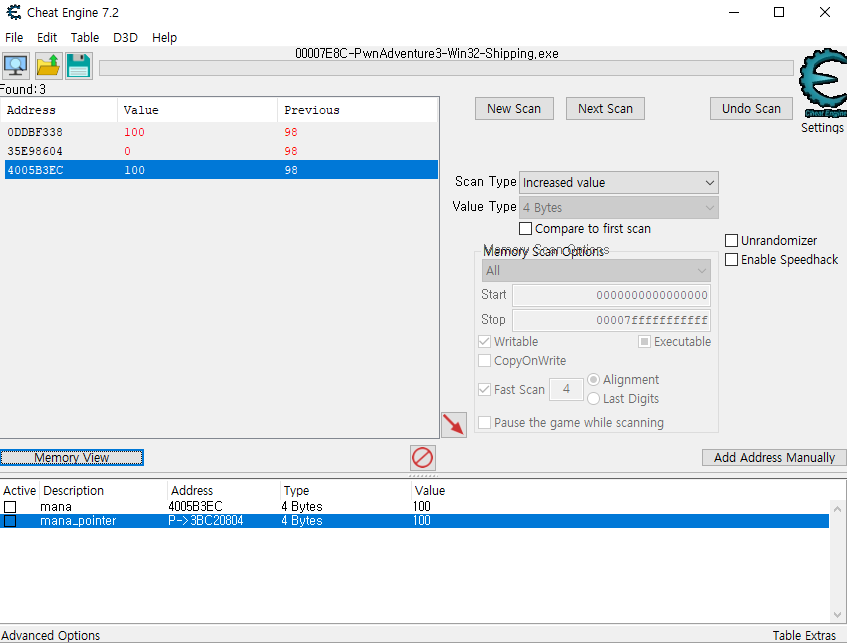 Cheat Engine 7.2
File Edit Table D3D Help
00007E8C-PwnAdventure3-Win32-Shipping.exe
Found:3
Address Value Previous
0DDBF338 100 98
35E98604 0 98
4005B3EC 100 98
New Scan Next Scan Undo Scan
Cheat Engine
Settings
Scan Type Increased value
Value Type 4 Bytes
Compare to first scan
Memory Scan Options
All
Start 0000000000000000
Stop 00007fffffffffff
Writable Executable
CopyOnWrite
Fast Scan 4 Alignment
Last Digits
Pause the game while scanning
Unrandomizer
Enable Speedhack
Memory View Add Address Manually
Active Description Address Type Value
mana 4005B3EC 4 Bytes 100
mana_pointer P->3BC20804 4 Bytes 100
Advanced Options Table Extras